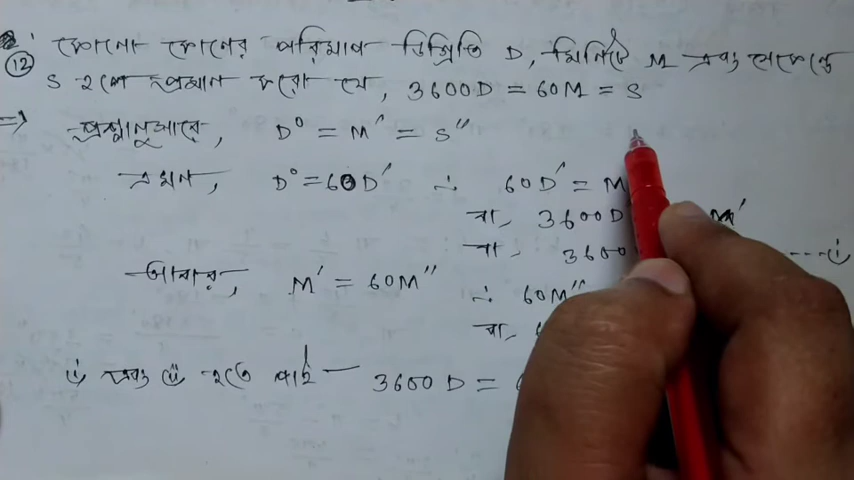 (12) কোনো কোনের পরিমাপ ডিগ্রিতি D, মিনিটে M এবং সেকেন্ডে
S হলে প্রমান করো যে, 3600D = 60M = S
⇒ প্রশ্নানুসারে, D° = M′ = S″
এখন, D° = 60D′ ∴ 60D′ = M
বা, 3600D M′
বা, 3600 ---(i)
আবার, M′ = 60M″ ∴ 60M″
বা,
(i) এবং (ii) হতে পাই — 3600D =